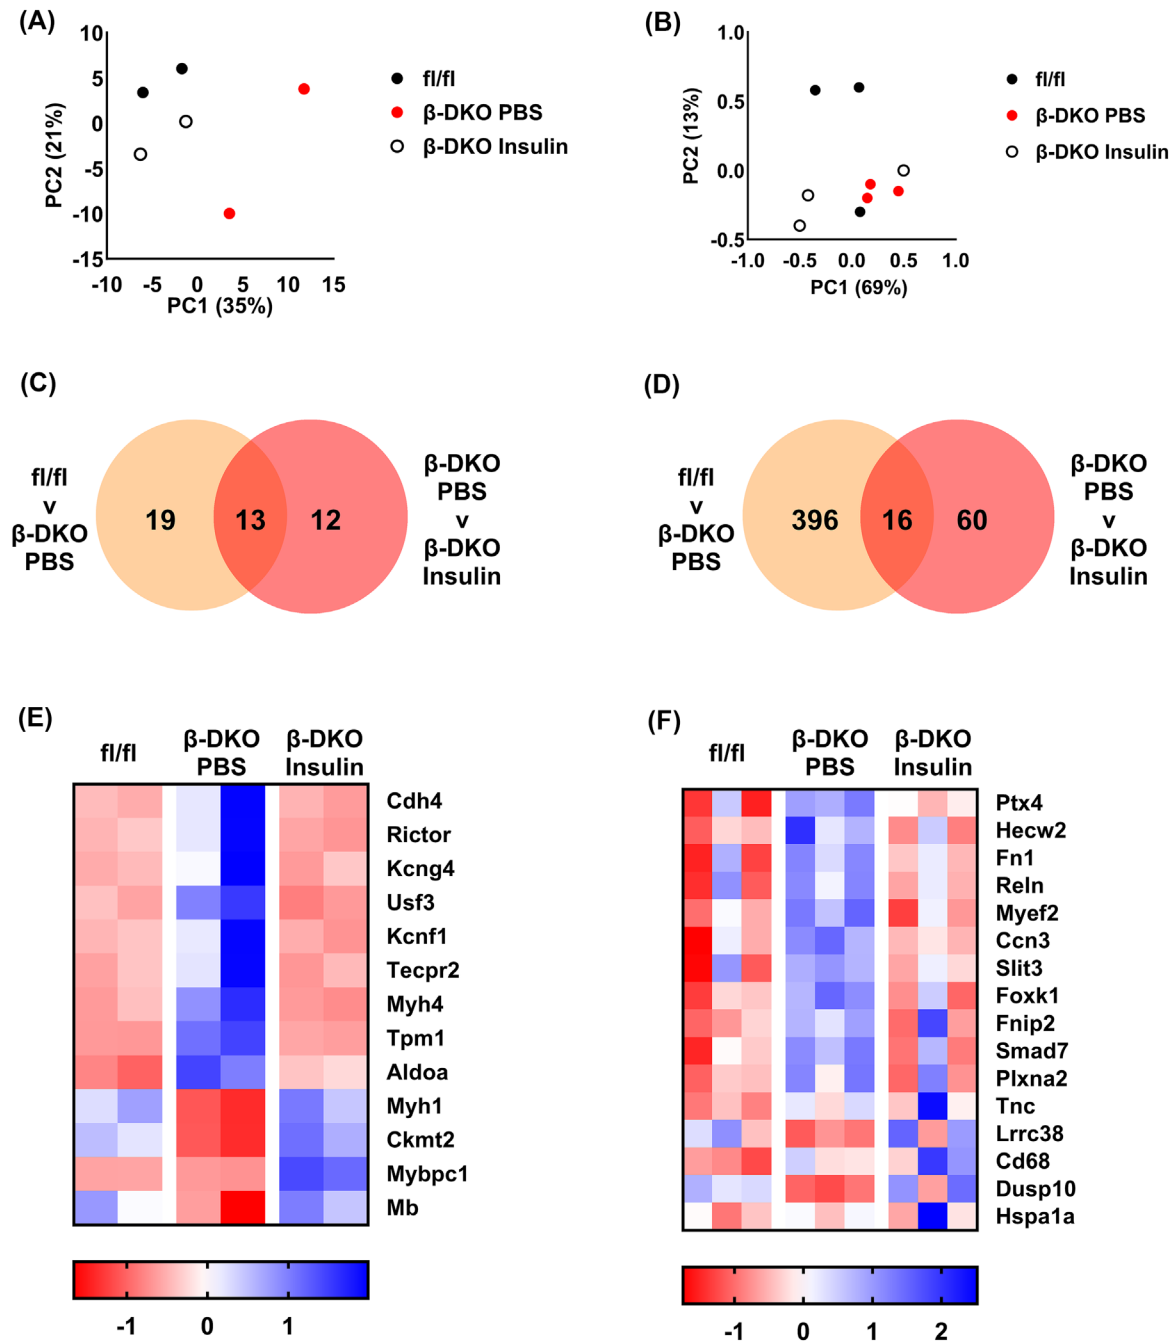 (A)
10
5
0
-5
-10
-15
-10 -5 0 5 10 15
PC2 (21%)
PC1 (35%)
fl/fl
β-DKO PBS
β-DKO Insulin
(B)
1.0
0.5
0.0
-0.5
-1.0 -0.5 0.0 0.5 1.0
PC2 (13%)
PC1 (69%)
fl/fl
β-DKO PBS
β-DKO Insulin
(C)
fl/fl
v
β-DKO
PBS
19 13 12
β-DKO
PBS
v
β-DKO
Insulin
(D)
fl/fl
v
β-DKO
PBS
396 16 60
β-DKO
PBS
v
β-DKO
Insulin
(E)
fl/fl
β-DKO
PBS
β-DKO
Insulin
Cdh4
Rictor
Kcng4
Usf3
Kcnf1
Tecpr2
Myh4
Tpm1
Aldoa
Myh1
Ckmt2
Mybpc1
Mb
-1 0 1
(F)
fl/fl
β-DKO
PBS
β-DKO
Insulin
Ptx4
Hecw2
Fn1
Reln
Myef2
Ccn3
Slit3
Foxk1
Fnip2
Smad7
Plxna2
Tnc
Lrrc38
Cd68
Dusp10
Hspa1a
-1 0 1 2